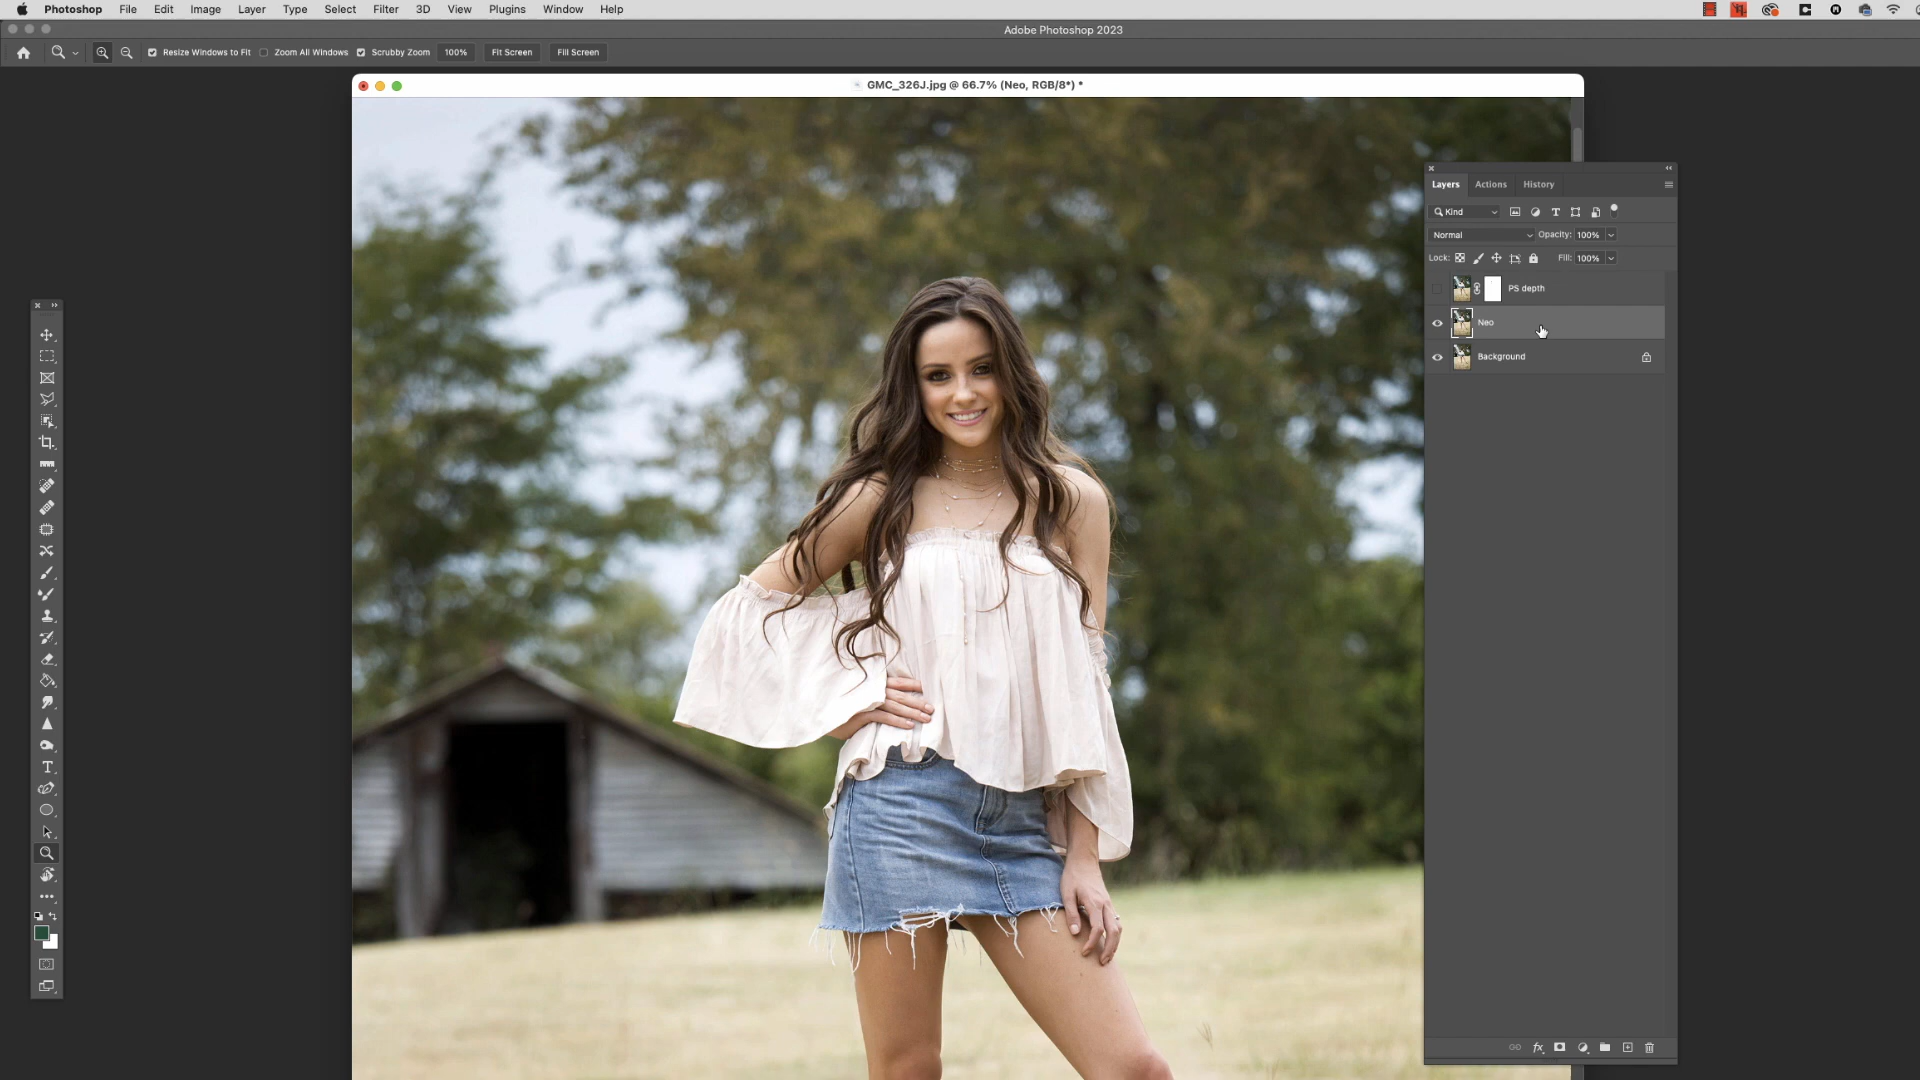 Photoshop File Edit Image Layer Type Select Filter 3D View Plugins Window Help
Adobe Photoshop 2023
Resize Windows to Fit Zoom All Windows Scrubby Zoom 100% Fit Screen Fill Screen
GMC_326J.jpg @ 66.7% (Neo, RGB/8*) *
Layers Actions History
Kind
Normal Opacity: 100%
Lock: Fill: 100%
PS depth
Neo
Background